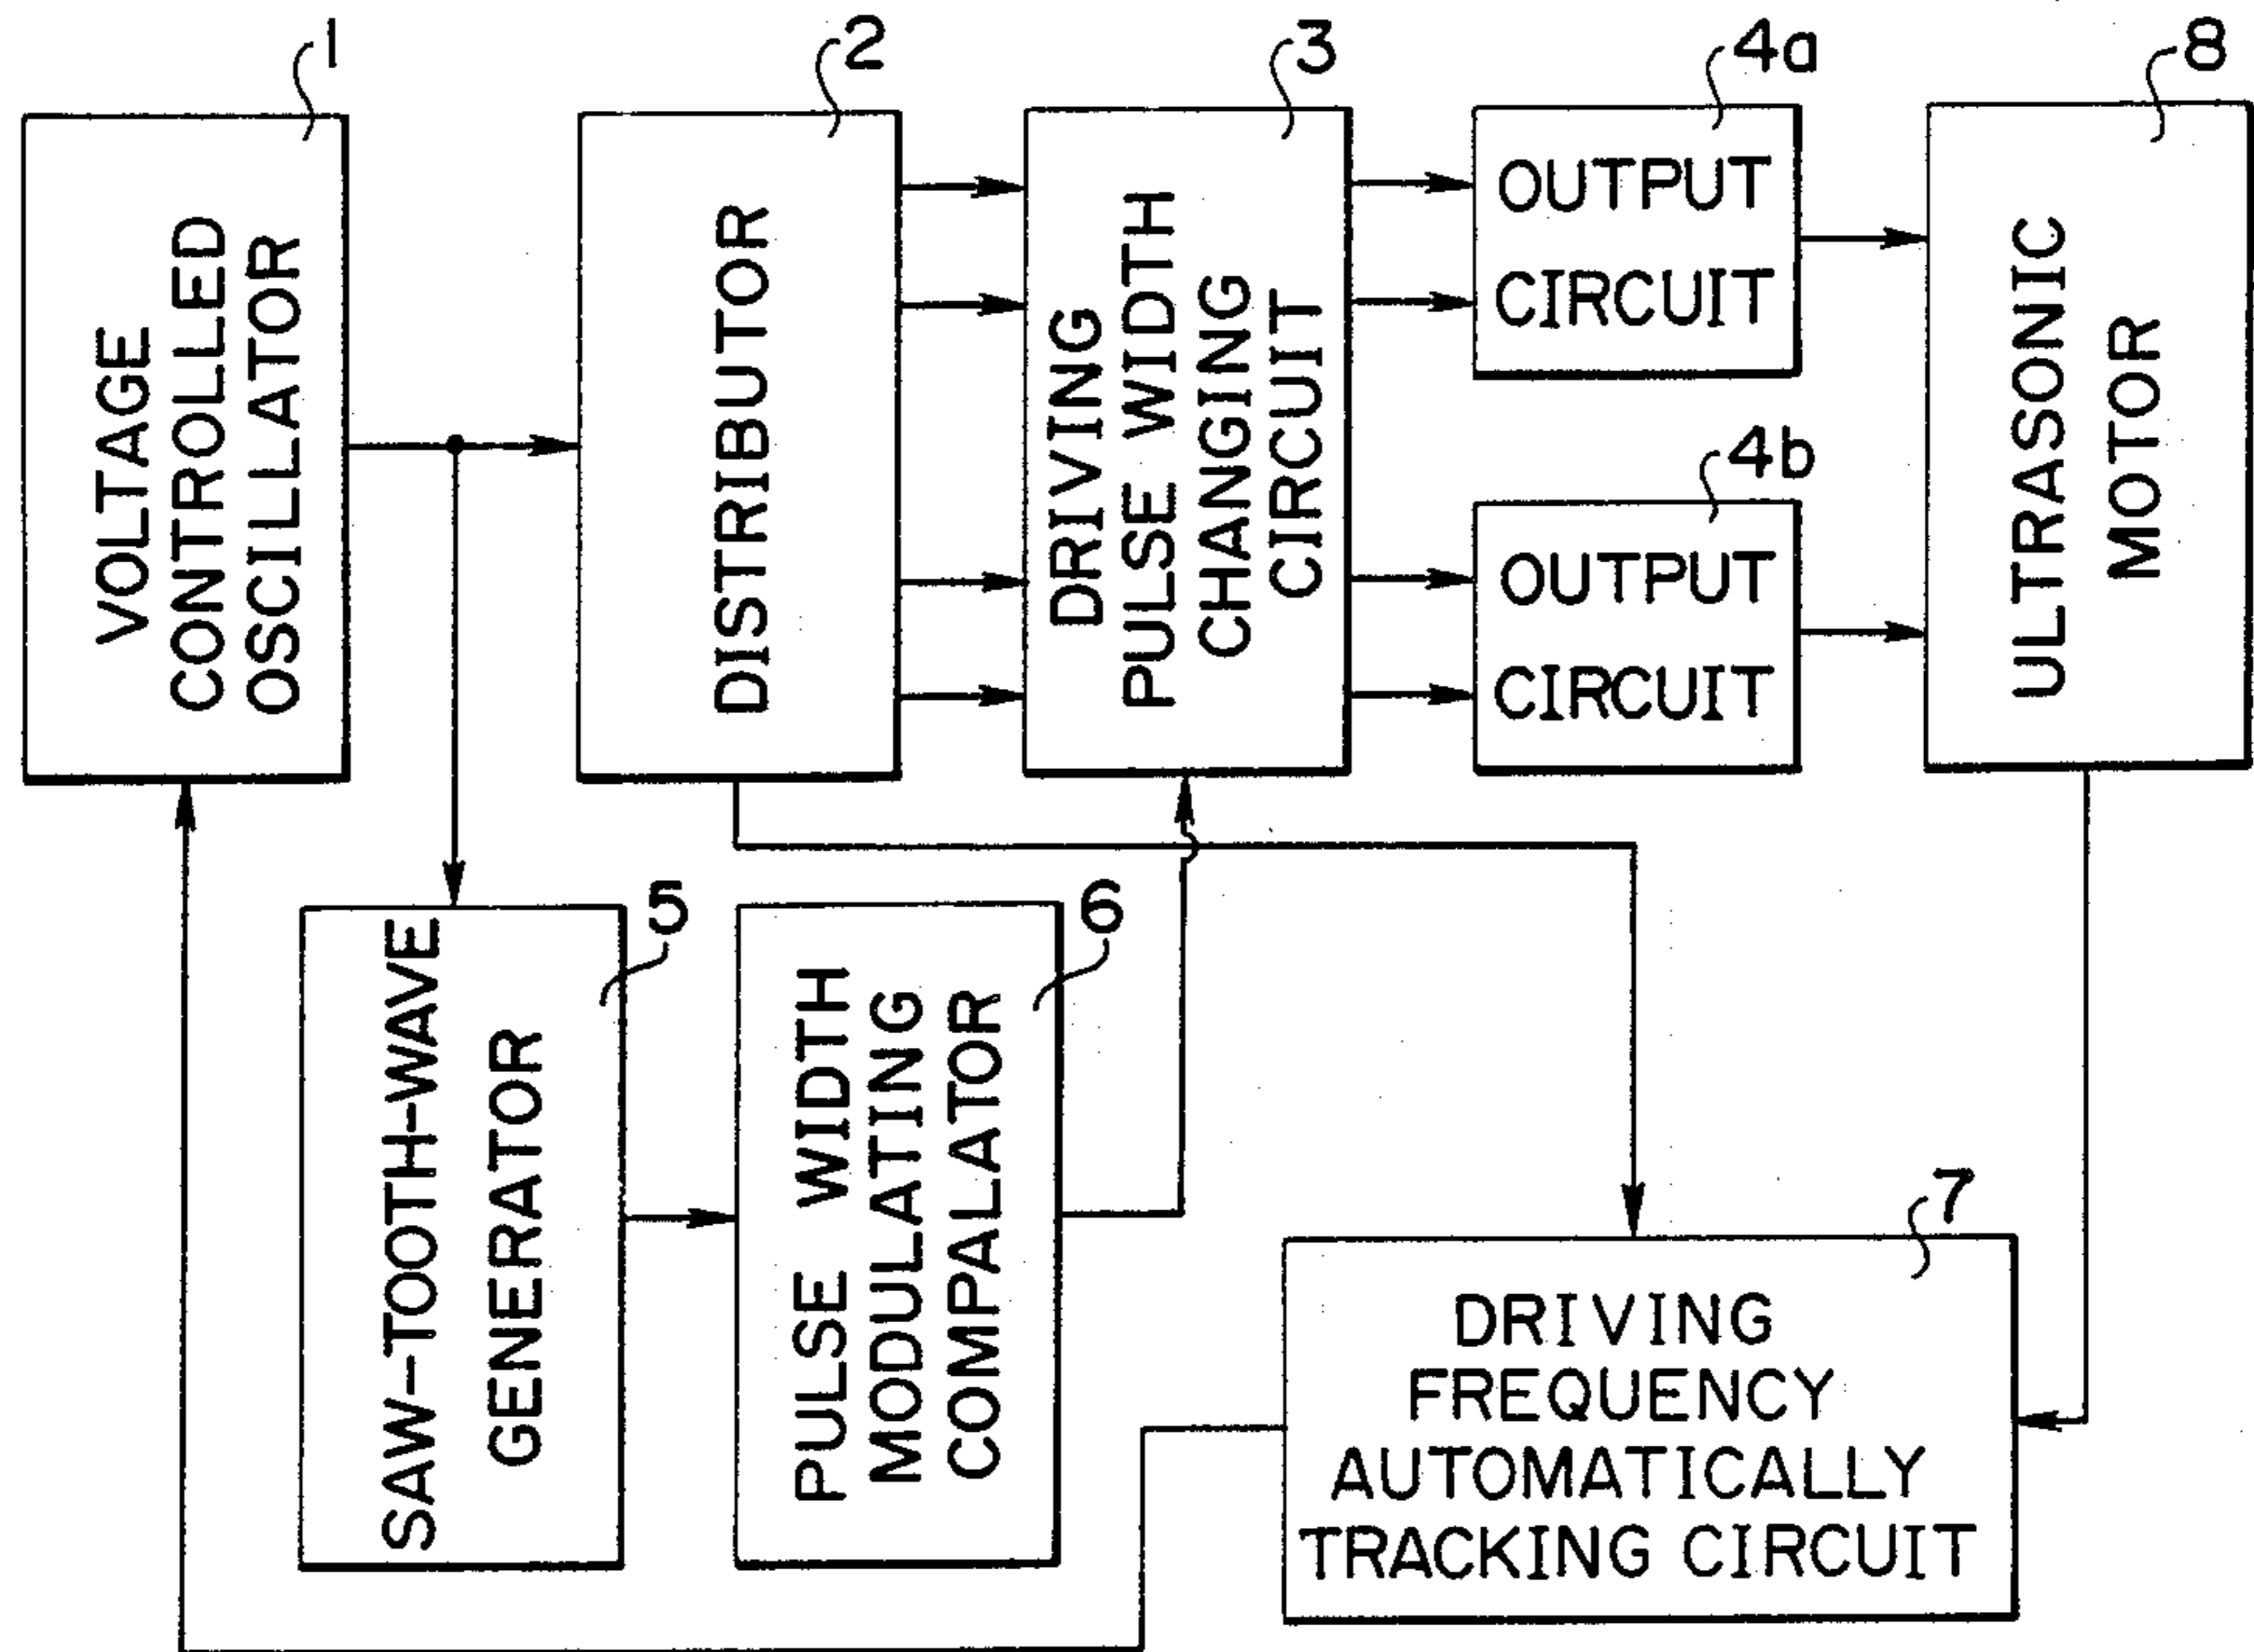 1
VOLTAGE
CONTROLLED
OSCILLATOR
2
DISTRIBUTOR
3
DRIVING
PULSE WIDTH
CHANGING
CIRCUIT
4a
OUTPUT
CIRCUIT
4b
OUTPUT
CIRCUIT
8
ULTRASONIC
MOTOR
5
SAW-TOOTH-WAVE
GENERATOR
6
PULSE WIDTH
MODULATING
COMPALATOR
7
DRIVING
FREQUENCY
AUTOMATICALLY
TRACKING CIRCUIT